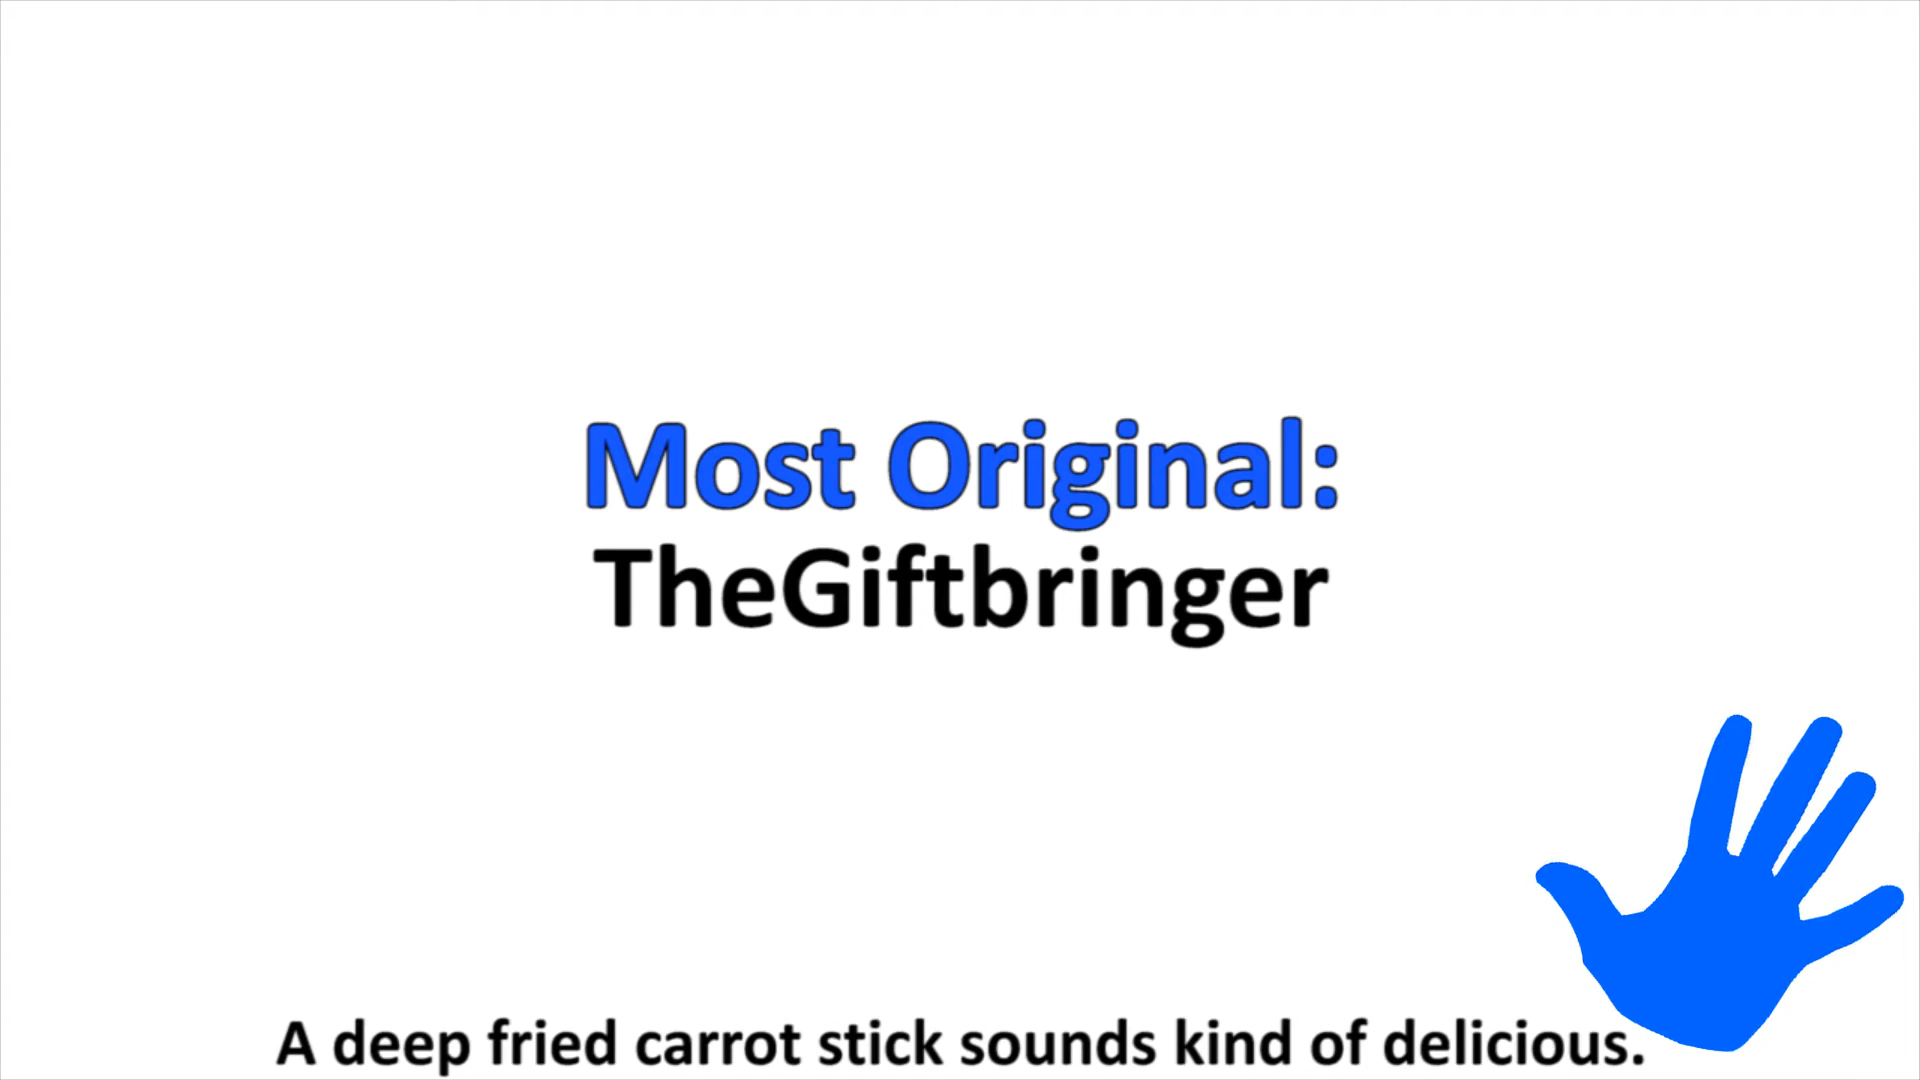 Most Original:
TheGiftbringer
A deep fried carrot stick sounds kind of delicious.